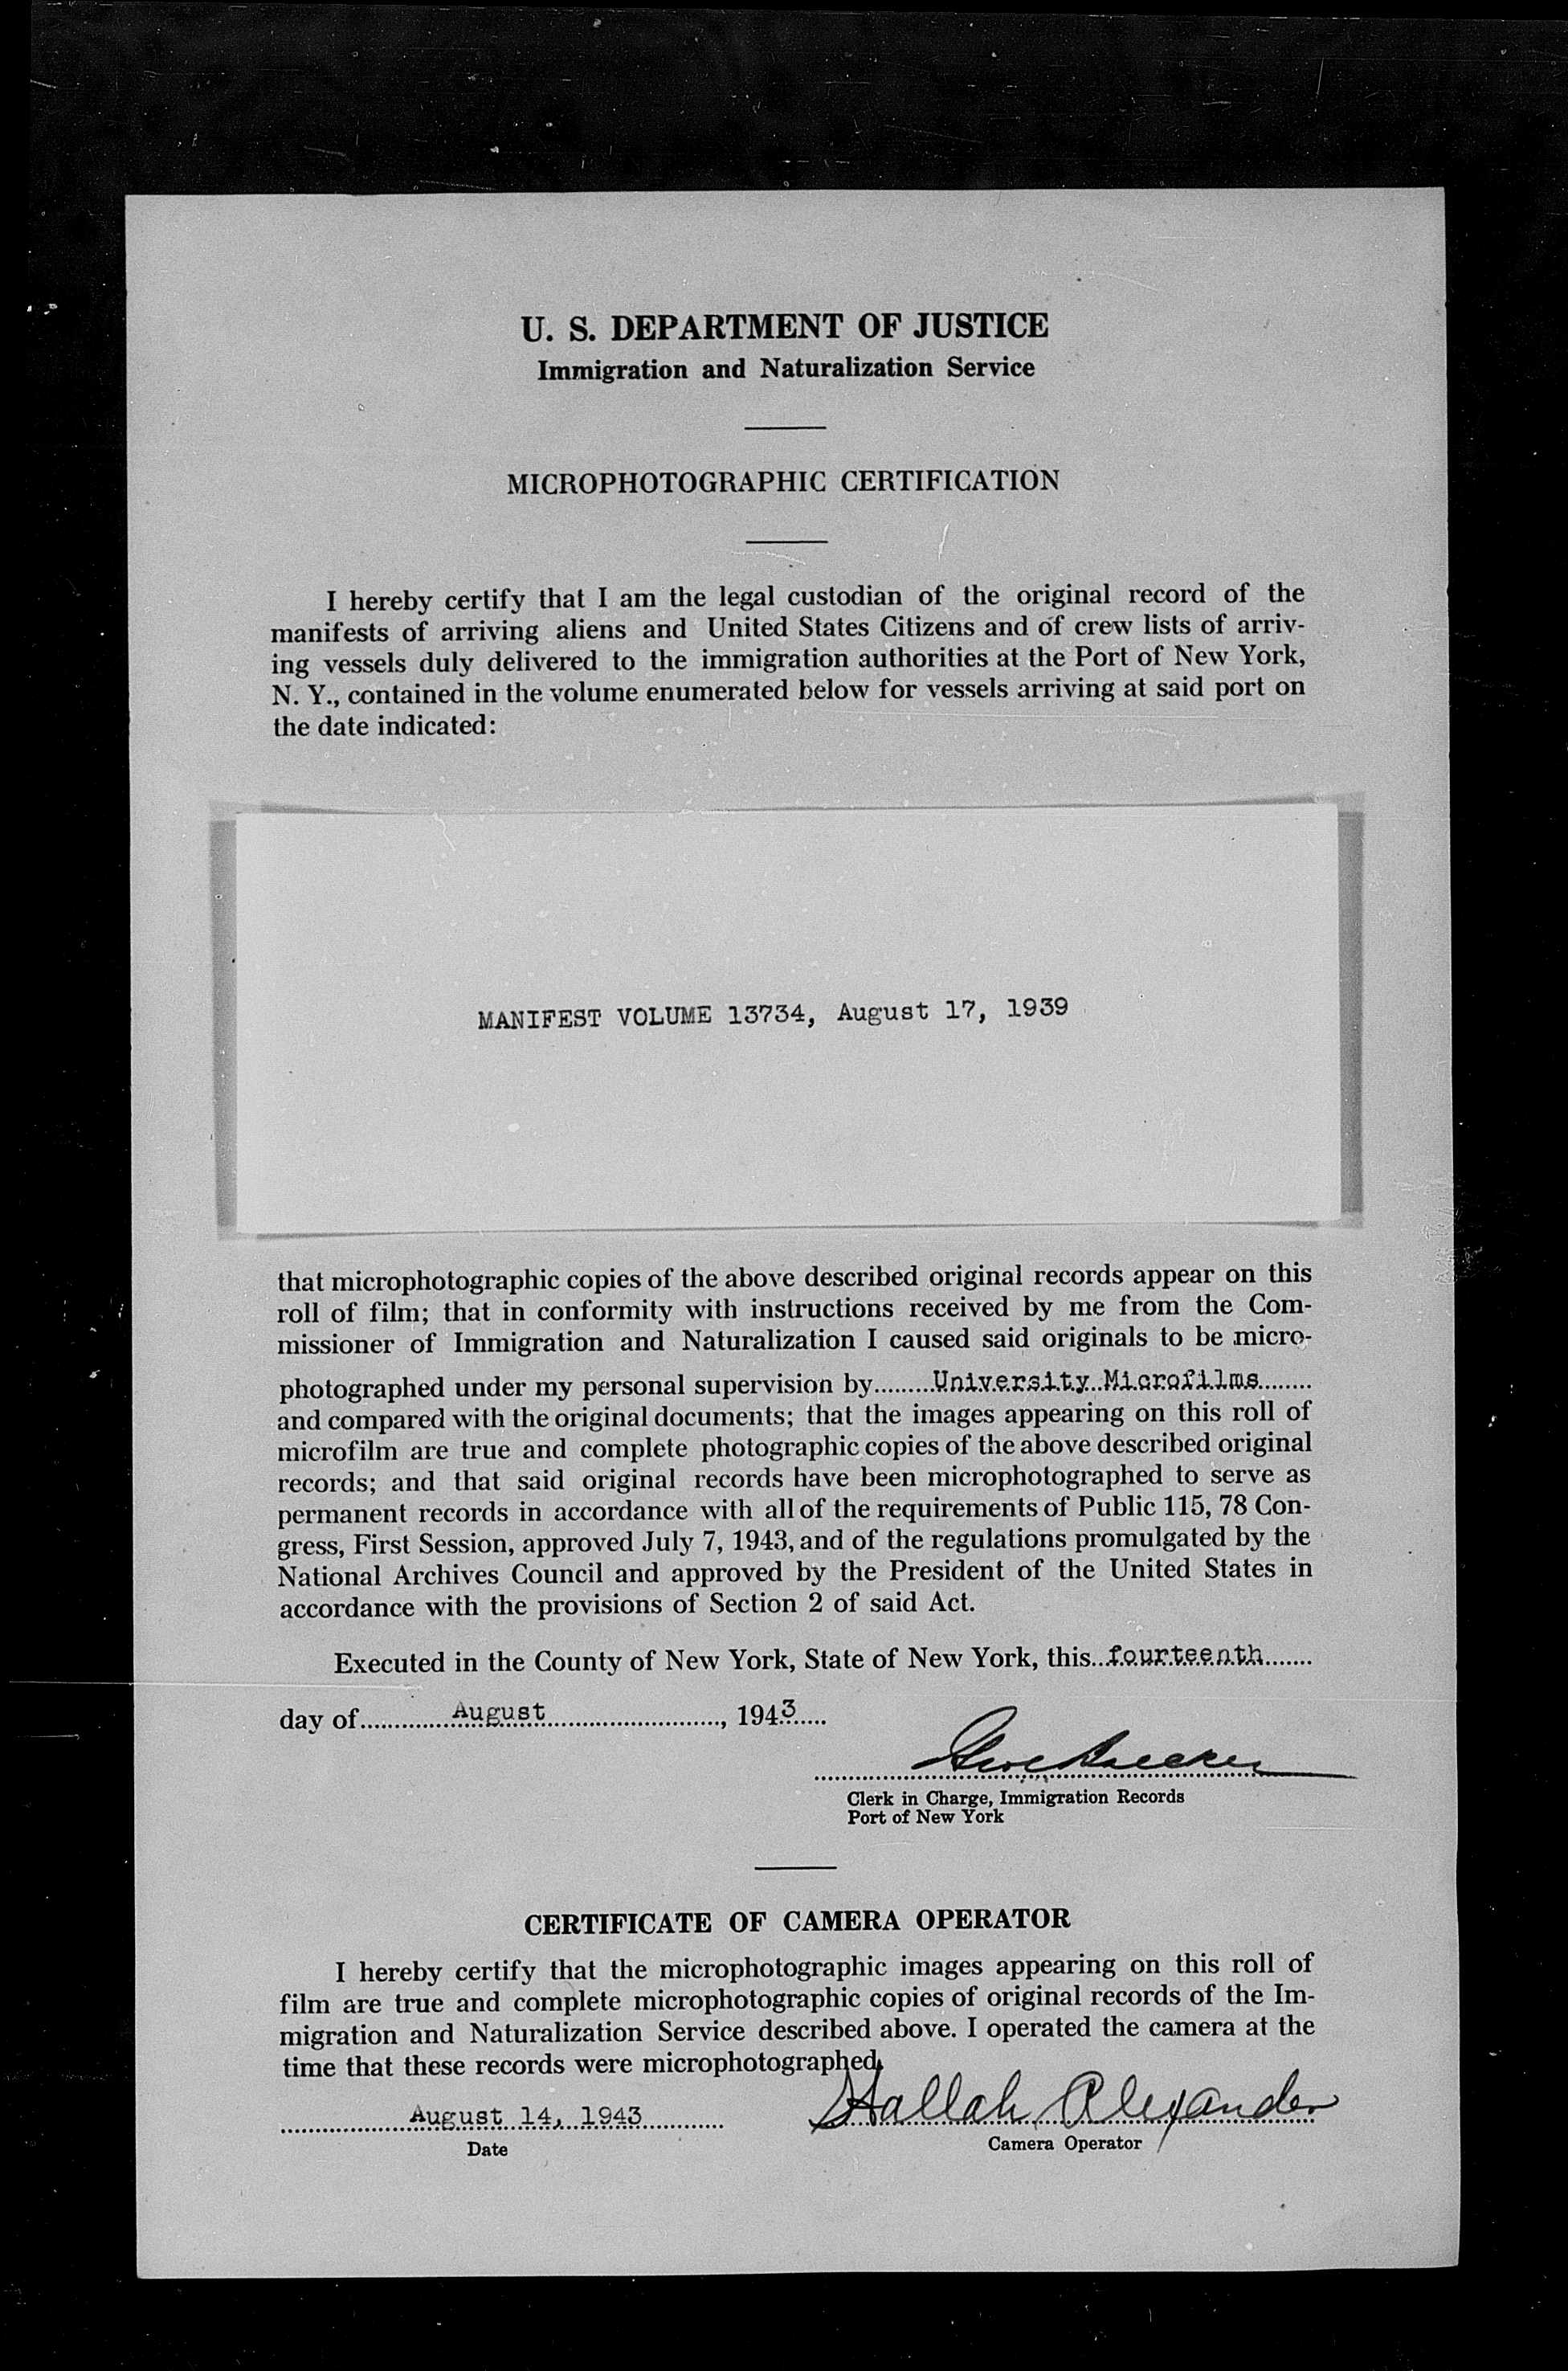 U. S. DEPARTMENT OF JUSTICE
Immigration and Naturalization Service
MICROPHOTOGRAPHIC CERTIFICATION
I hereby certify that I am the legal custodian of the original record of the
manifests of arriving aliens and United States Citizens and of crew lists of arriv-
ing vessels duly delivered to the immigration authorities at the Port of New York,
N. Y., contained in the volume enumerated below for vessels arriving at said port on
the date indicated:
MANIFEST VOLUME 13734, August 17, 1939
that microphotographic copies of the above described original records appear on this
roll of film; that in conformity with instructions received by me from the Com-
missioner of Immigration and Naturalization I caused said originals to be micro-
photographed under my personal supervision by.........University Microfilms........
and compared with the original documents; that the images appearing on this roll of
microfilm are true and complete photographic copies of the above described original
records; and that said original records have been microphotographed to serve as
permanent records in accordance with all of the requirements of Public 115, 78 Con-
gress, First Session, approved July 7, 1943, and of the regulations promulgated by the
National Archives Council and approved by the President of the United States in
accordance with the provisions of Section 2 of said Act.
Executed in the County of New York, State of New York, this...fourteenth.......
day of..............August..........................., 1943.....
Clerk in Charge, Immigration Records
Port of New York
CERTIFICATE OF CAMERA OPERATOR
I hereby certify that the microphotographic images appearing on this roll of
film are true and complete microphotographic copies of original records of the Im-
migration and Naturalization Service described above. I operated the camera at the
time that these records were microphotographed.
August 14, 1943 Hallah Alexander
Date Camera Operator